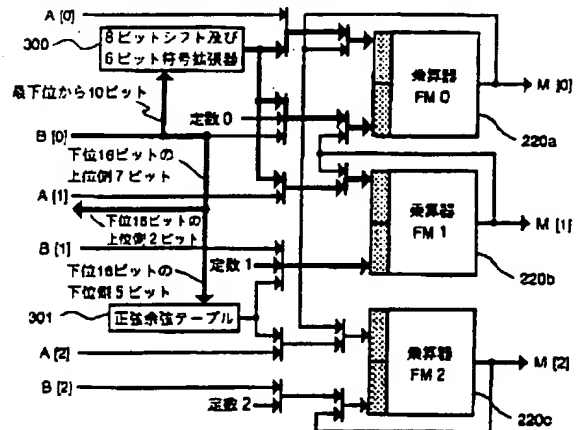 A [0]
300
8ビットシフト及び
6ビット符号拡張器
乗算器
FM 0
M [0]
220a
最下位から10ビット
定数 0
B [0]
下位16ビットの
上位側7ビット
A [1]
下位16ビットの
上位側2ビット
乗算器
FM 1
M [1]
220b
B [1]
定数 1
下位16ビットの
下位側5ビット
301
正弦余弦テーブル
A [2]
乗算器
FM 2
M [2]
220c
B [2]
定数 2